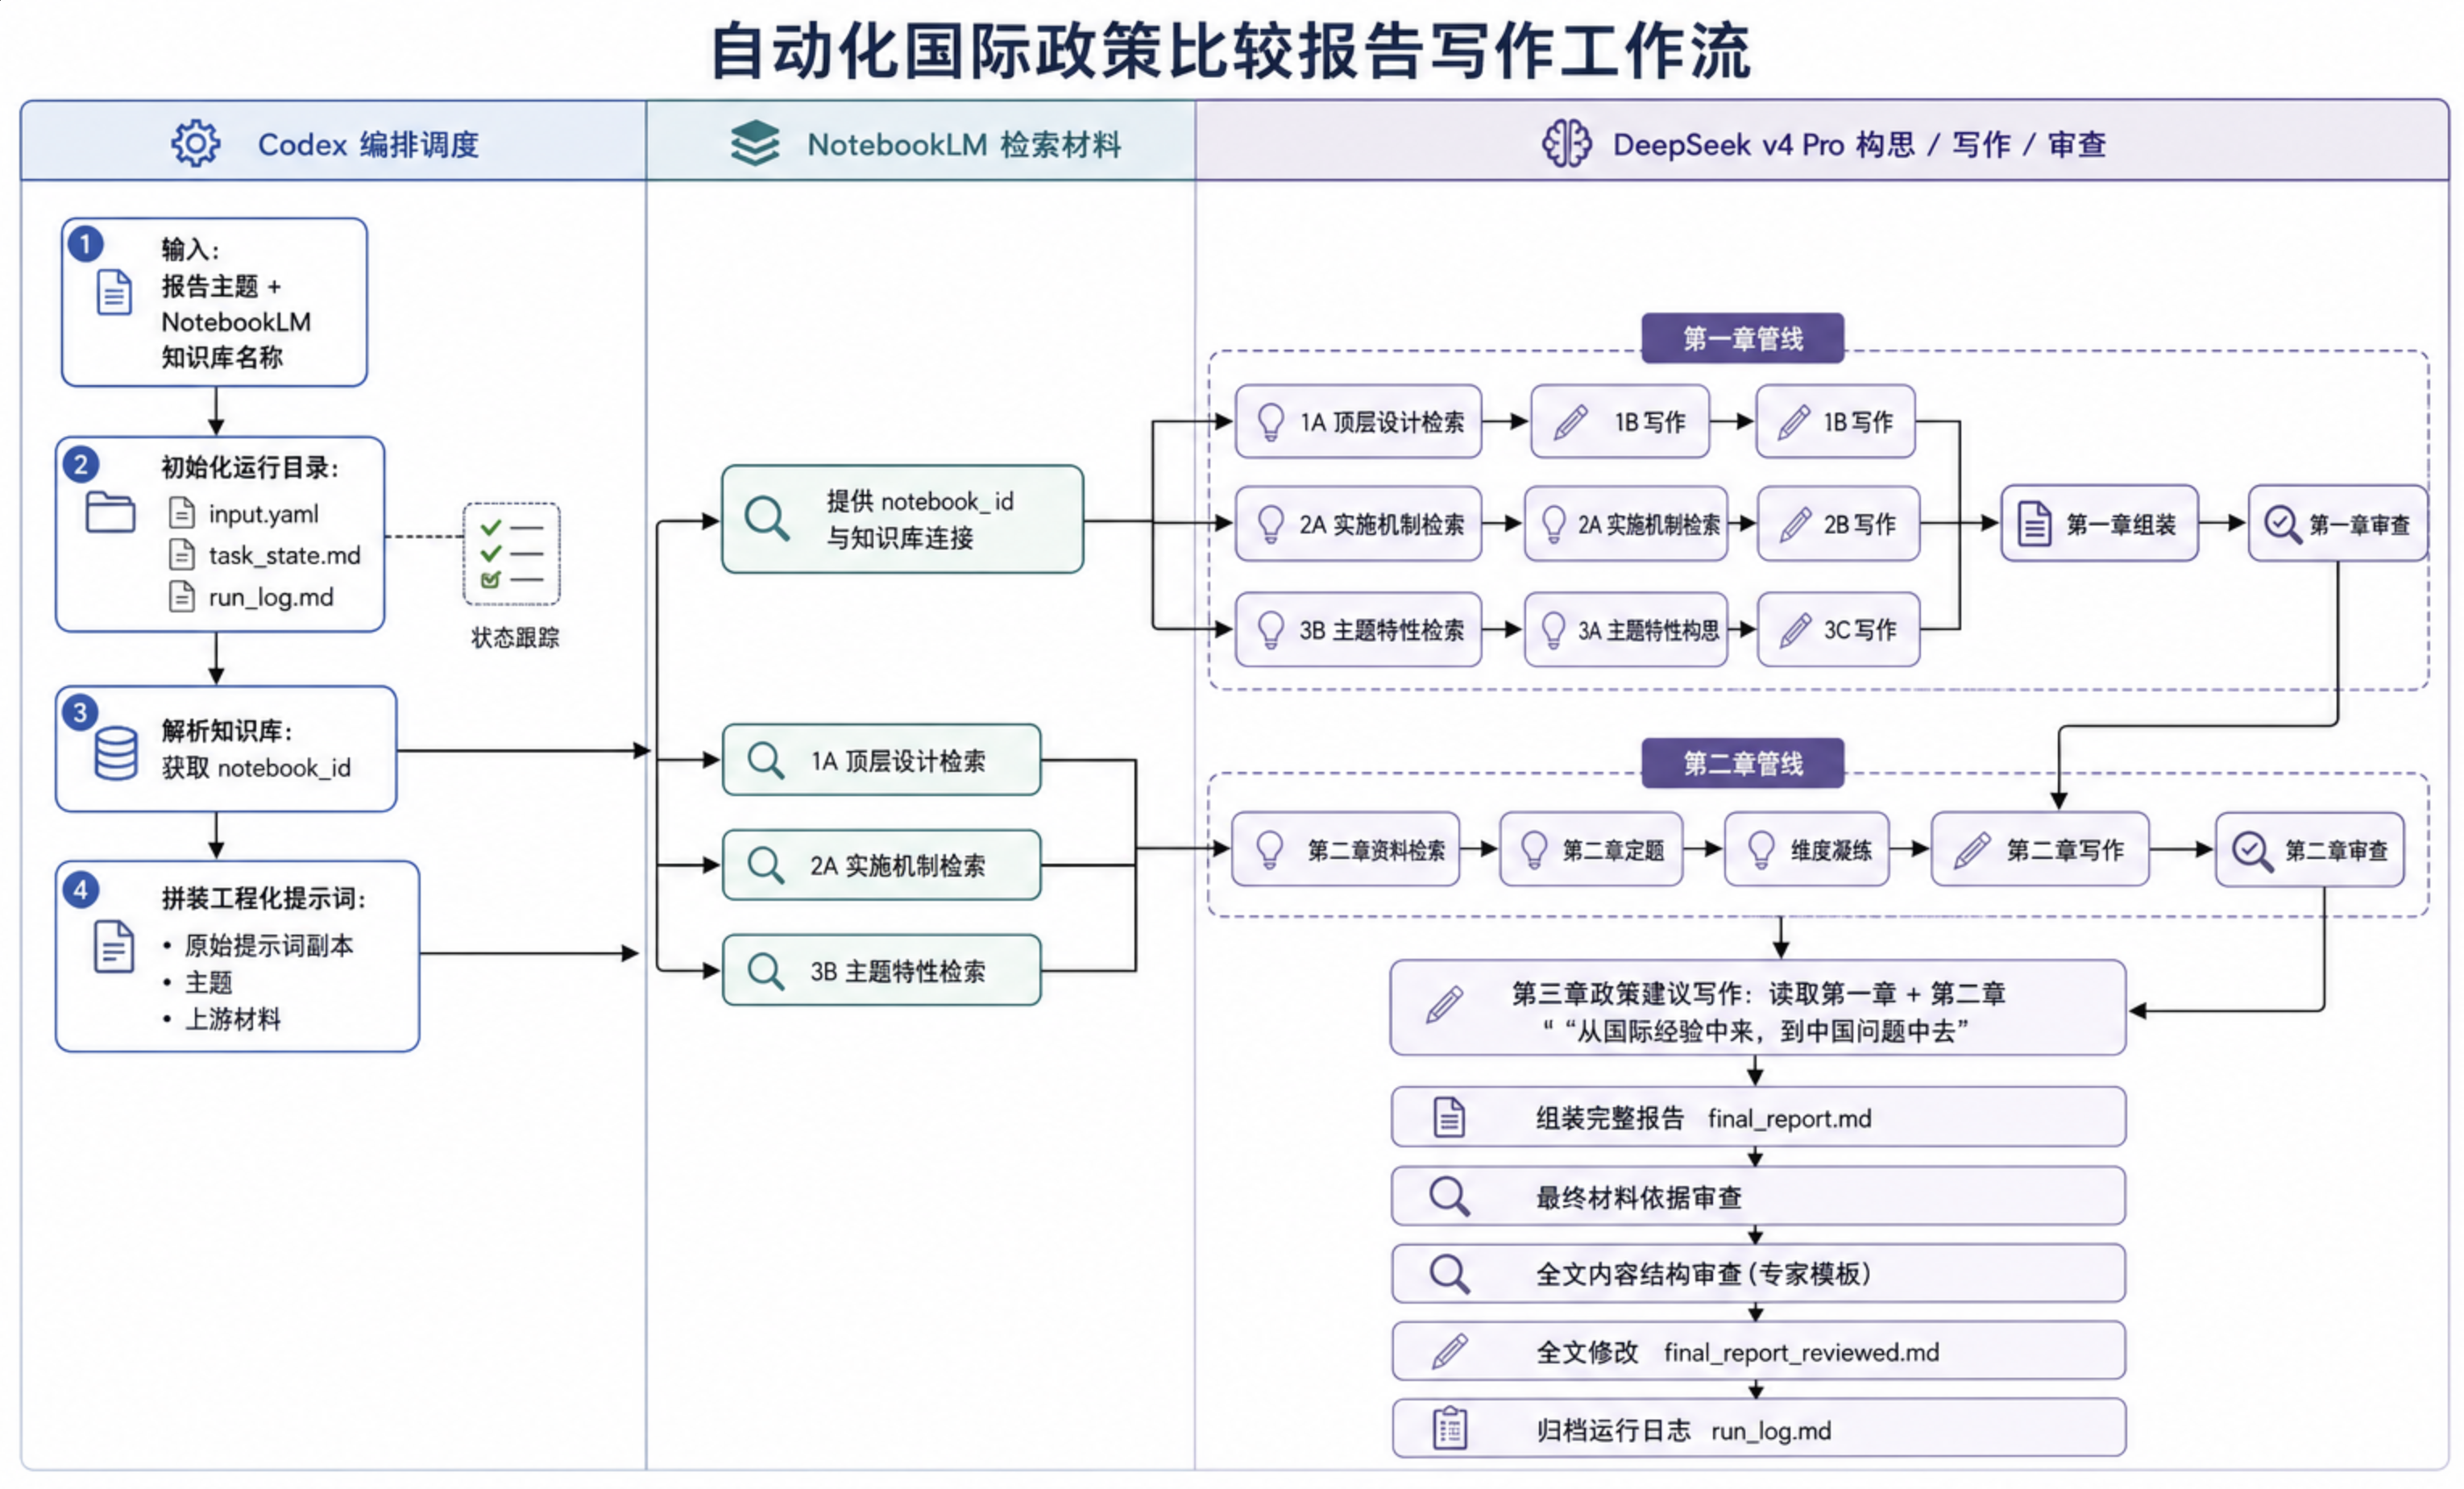 自动化国际政策比较报告写作工作流
Codex 编排调度
NotebookLM 检索材料
DeepSeek v4 Pro 构思 / 写作 / 审查
1
输入：
报告主题 +
NotebookLM
知识库名称
2
初始化运行目录：
input.yaml
task_state.md
run_log.md
状态跟踪
3
解析知识库：
获取 notebook_id
4
拼装工程化提示词：
• 原始提示词副本
• 主题
• 上游材料
提供 notebook_id
与知识库连接
1A 顶层设计检索
2A 实施机制检索
3B 主题特性检索
第一章管线
1A 顶层设计检索
1B 写作
1B 写作
2A 实施机制检索
2A 实施机制检索
2B 写作
3B 主题特性检索
3A 主题特性构思
3C 写作
第一章组装
第一章审查
第二章管线
第二章资料检索
第二章定题
维度凝练
第二章写作
第二章审查
第三章政策建议写作：读取第一章 + 第二章
“ “从国际经验中来，到中国问题中去”
组装完整报告 final_report.md
最终材料依据审查
全文内容结构审查（专家模板）
全文修改 final_report_reviewed.md
归档运行日志 run_log.md